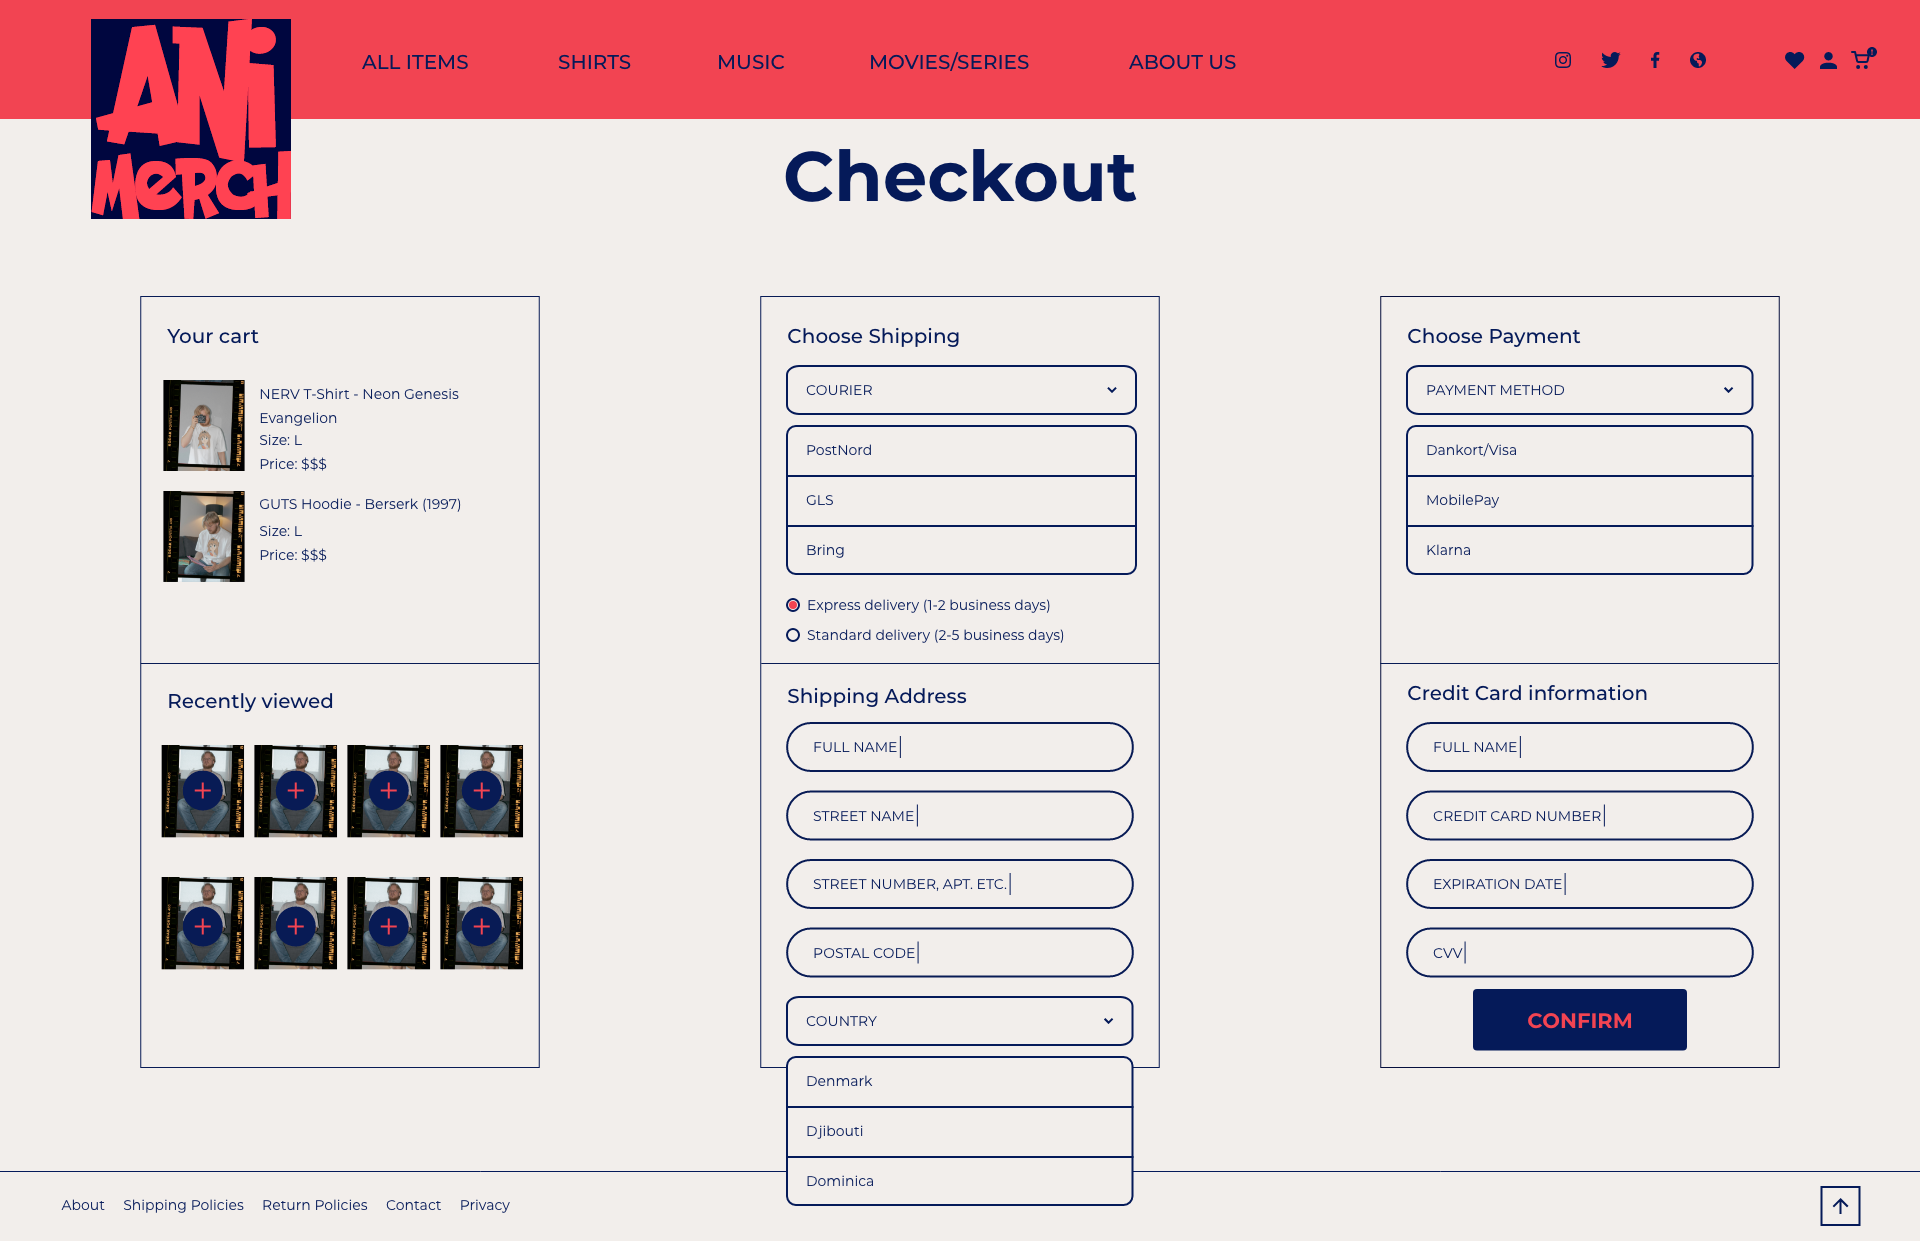 ANI
MERCH
ALL ITEMS
SHIRTS
MUSIC
MOVIES/SERIES
ABOUT US
Checkout
Your cart
NERV T-Shirt - Neon Genesis
Evangelion
Size: L
Price: $$$
GUTS Hoodie - Berserk (1997)
Size: L
Price: $$$
Recently viewed
Choose Shipping
COURIER
PostNord
GLS
Bring
Express delivery (1-2 business days)
Standard delivery (2-5 business days)
Shipping Address
FULL NAME
STREET NAME
STREET NUMBER, APT. ETC.
POSTAL CODE
COUNTRY
Denmark
Djibouti
Dominica
Choose Payment
PAYMENT METHOD
Dankort/Visa
MobilePay
Klarna
Credit Card information
FULL NAME
CREDIT CARD NUMBER
EXPIRATION DATE
CVV
CONFIRM
About
Shipping Policies
Return Policies
Contact
Privacy